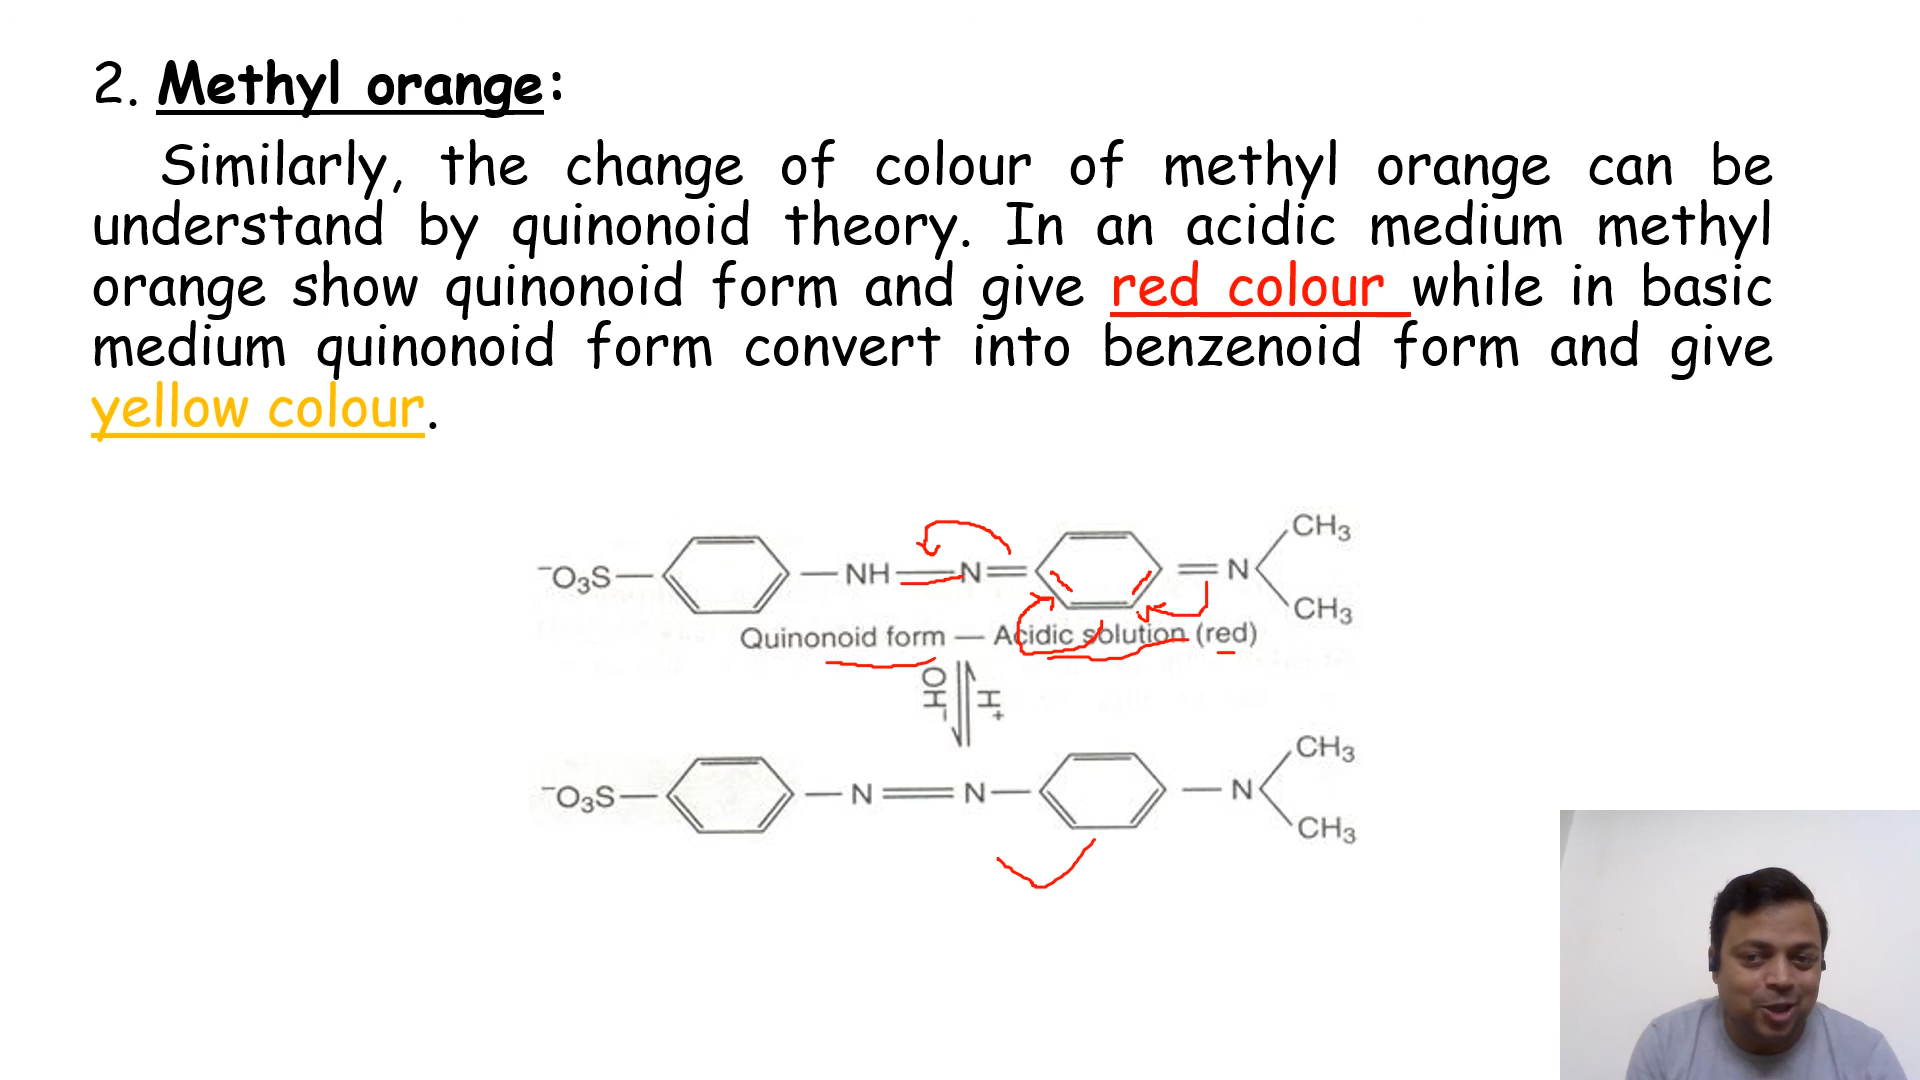 2. Methyl orange:
Similarly, the change of colour of methyl orange can be
understand by quinonoid theory. In an acidic medium methyl
orange show quinonoid form and give red colour while in basic
medium quinonoid form convert into benzenoid form and give
yellow colour.
CH₃
⁻O₃S— —NH—N= =N
CH₃
Quinonoid form — Acidic solution (red)
OH⁻ H⁺
CH₃
⁻O₃S— —N=N— —N
CH₃